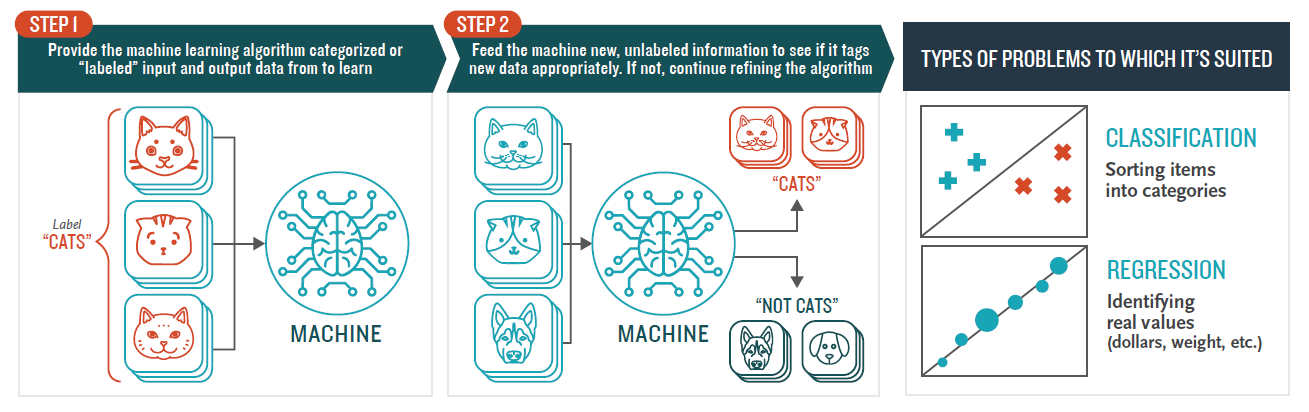 STEP 1
Provide the machine learning algorithm categorized or
“labeled” input and output data from to learn
Label
“CATS”
MACHINE
STEP 2
Feed the machine new, unlabeled information to see if it tags
new data appropriately. If not, continue refining the algorithm
MACHINE
“CATS”
“NOT CATS”
TYPES OF PROBLEMS TO WHICH IT’S SUITED
CLASSIFICATION
Sorting items
into categories
REGRESSION
Identifying
real values
(dollars, weight, etc.)